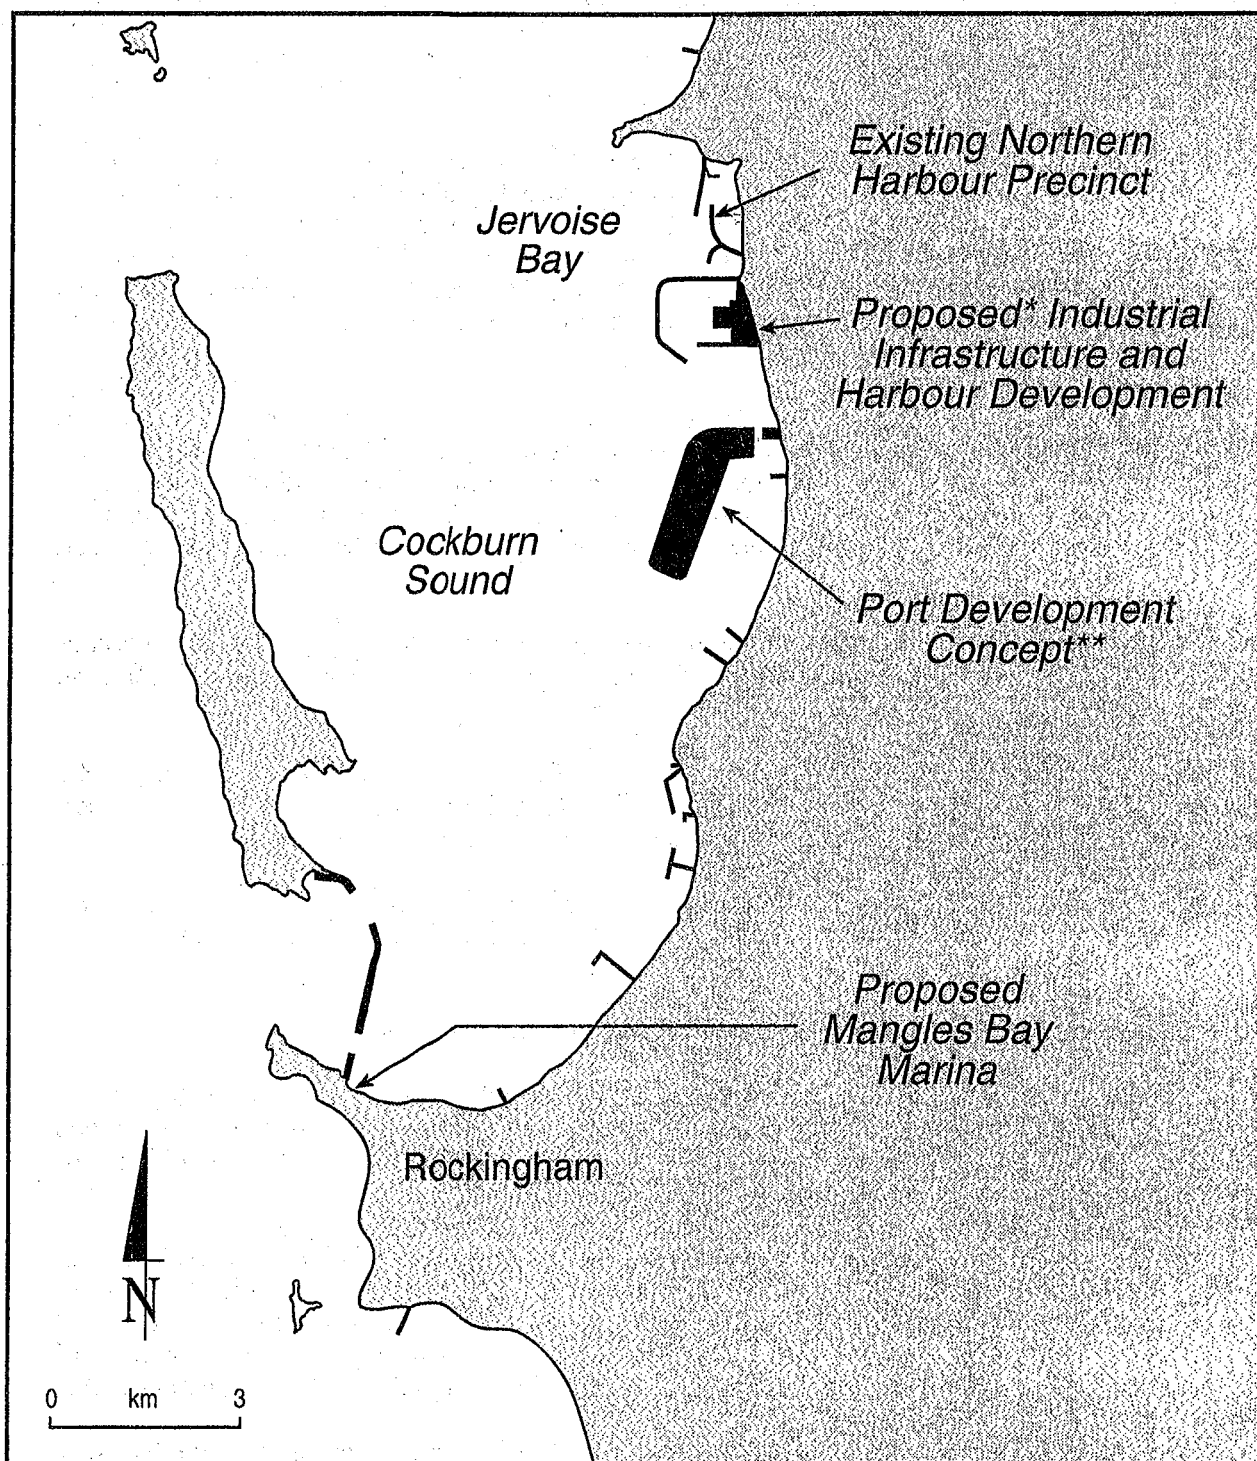 Existing Northern
Harbour Precinct
Jervoise
Bay
Proposed* Industrial
Infrastructure and
Harbour Development
Cockburn
Sound
Port Development
Concept**
Proposed
Mangles Bay
Marina
Rockingham
N
0 km 3